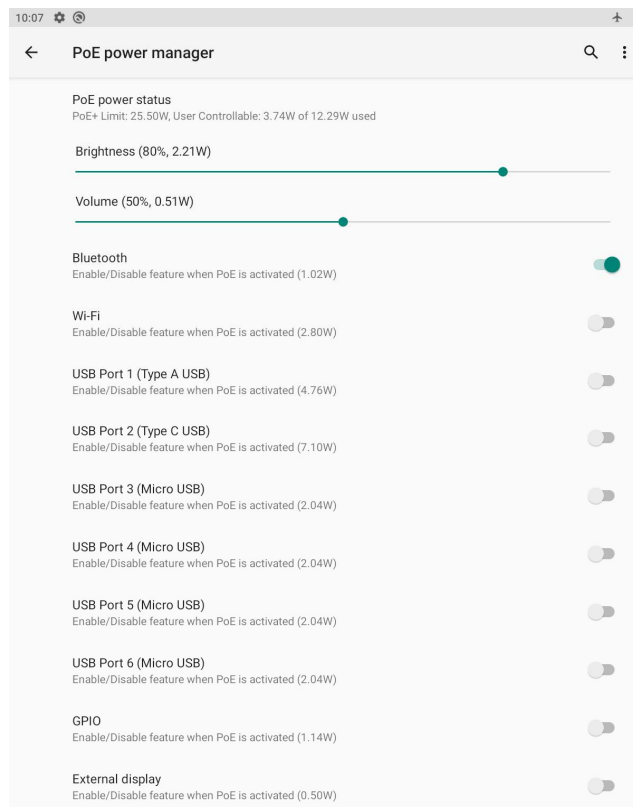 10:07
PoE power manager
PoE power status
PoE+ Limit: 25.50W, User Controllable: 3.74W of 12.29W used
Brightness (80%, 2.21W)
Volume (50%, 0.51W)
Bluetooth
Enable/Disable feature when PoE is activated (1.02W)
Wi-Fi
Enable/Disable feature when PoE is activated (2.80W)
USB Port 1 (Type A USB)
Enable/Disable feature when PoE is activated (4.76W)
USB Port 2 (Type C USB)
Enable/Disable feature when PoE is activated (7.10W)
USB Port 3 (Micro USB)
Enable/Disable feature when PoE is activated (2.04W)
USB Port 4 (Micro USB)
Enable/Disable feature when PoE is activated (2.04W)
USB Port 5 (Micro USB)
Enable/Disable feature when PoE is activated (2.04W)
USB Port 6 (Micro USB)
Enable/Disable feature when PoE is activated (2.04W)
GPIO
Enable/Disable feature when PoE is activated (1.14W)
External display
Enable/Disable feature when PoE is activated (0.50W)